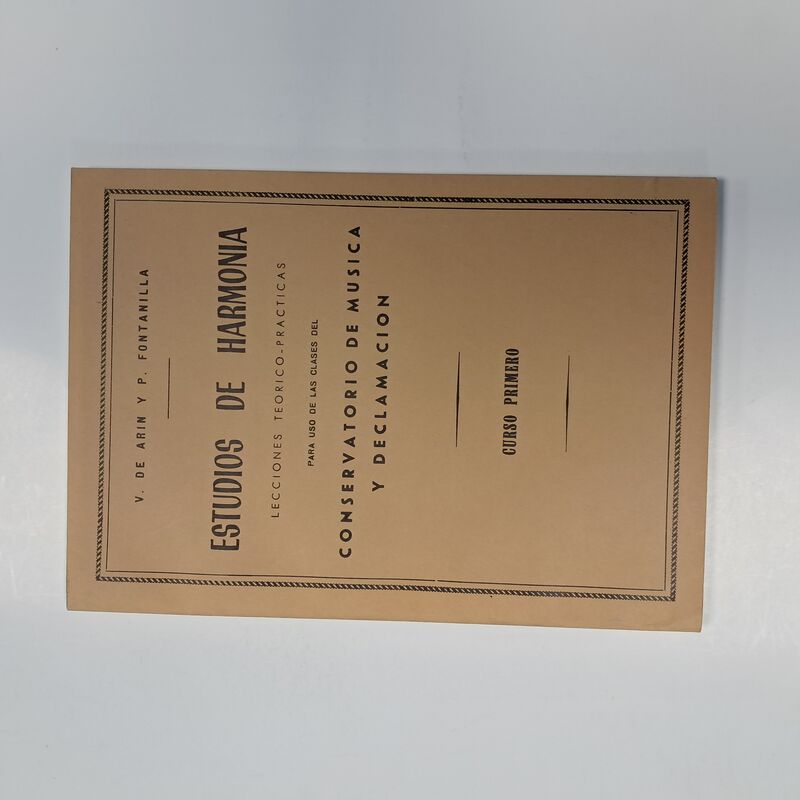 V. DE ARIN Y P. FONTANILLA
ESTUDIOS DE HARMONIA
LECCIONES TEORICO-PRACTICAS
PARA USO DE LAS CLASES DEL
CONSERVATORIO DE MUSICA
Y DECLAMACION
CURSO PRIMERO